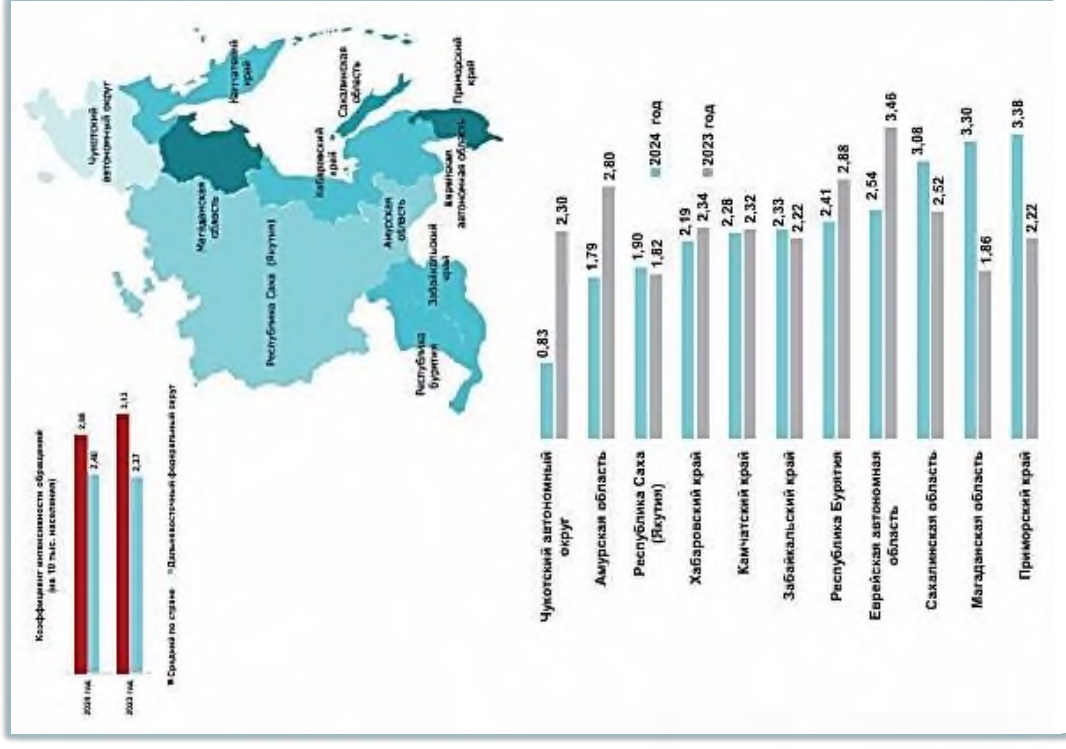 Коэффициент интенсивности обращений
(на 10 тыс. населения)
2024 год
2,40
2023 год
2,37
Средний по стране Дальневосточный федеральный округ
Чукотский
автономный округ
Камчатский
край
Магаданская
область
Сахалинская
область
Республика Саха (Якутия)
Хабаровский
край
Приморский
край
Амурская
область
Еврейская
автономная область
Забайкальский
край
Республика
Бурятия
Чукотский автономный
округ
0,83
2,30
Амурская область
1,79
2,80
Республика Саха
(Якутия)
1,90
1,82
Хабаровский край
2,19
2,34
Камчатский край
2,28
2,32
Забайкальский край
2,33
2,22
Республика Бурятия
2,41
2,88
Еврейская автономная
область
2,54
3,46
Сахалинская область
3,08
2,52
Магаданская область
3,30
1,86
Приморский край
3,38
2,22
2024 год
2023 год